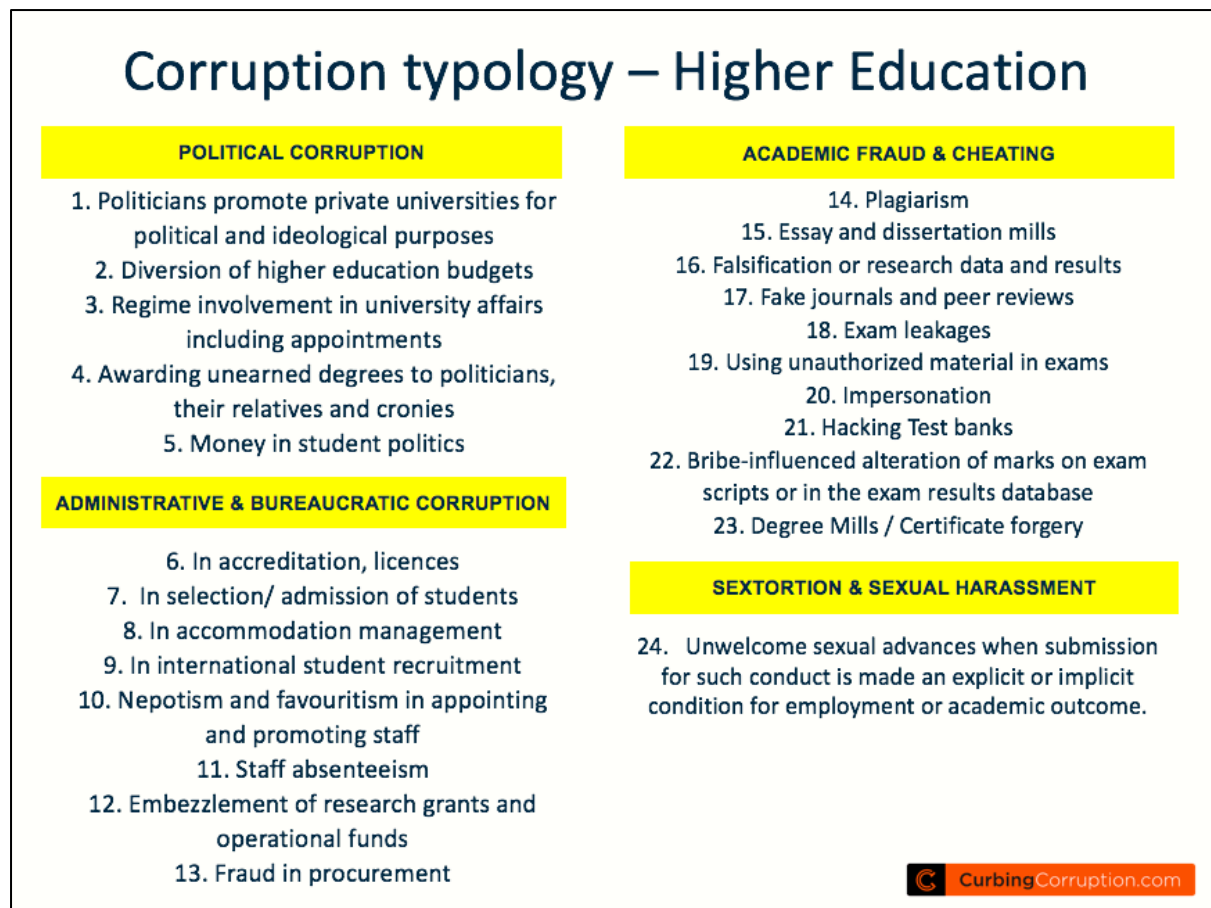 Corruption typology – Higher Education
POLITICAL CORRUPTION
1. Politicians promote private universities for
political and ideological purposes
2. Diversion of higher education budgets
3. Regime involvement in university affairs
including appointments
4. Awarding unearned degrees to politicians,
their relatives and cronies
5. Money in student politics
ADMINISTRATIVE & BUREAUCRATIC CORRUPTION
6. In accreditation, licences
7. In selection/ admission of students
8. In accommodation management
9. In international student recruitment
10. Nepotism and favouritism in appointing
and promoting staff
11. Staff absenteeism
12. Embezzlement of research grants and
operational funds
13. Fraud in procurement
ACADEMIC FRAUD & CHEATING
14. Plagiarism
15. Essay and dissertation mills
16. Falsification or research data and results
17. Fake journals and peer reviews
18. Exam leakages
19. Using unauthorized material in exams
20. Impersonation
21. Hacking Test banks
22. Bribe-influenced alteration of marks on exam
scripts or in the exam results database
23. Degree Mills / Certificate forgery
SEXTORTION & SEXUAL HARASSMENT
24. Unwelcome sexual advances when submission
for such conduct is made an explicit or implicit
condition for employment or academic outcome.
CurbingCorruption.com